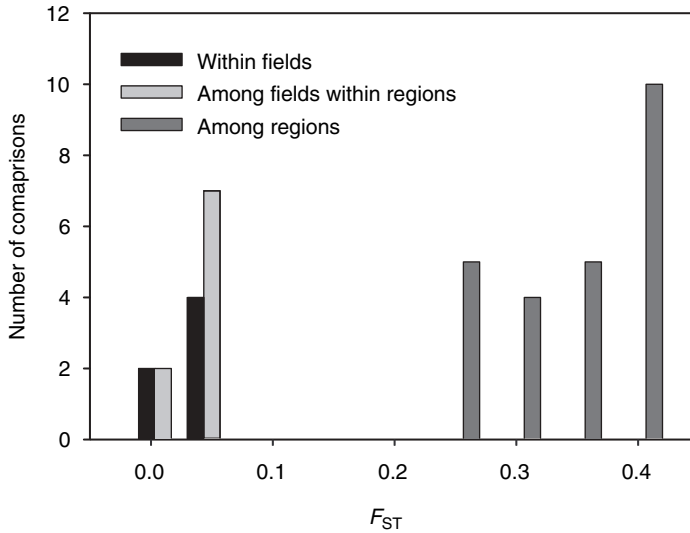 12
10
8
6
4
2
0
Number of comaprisons
Within fields
Among fields within regions
Among regions
0.0 0.1 0.2 0.3 0.4
FST